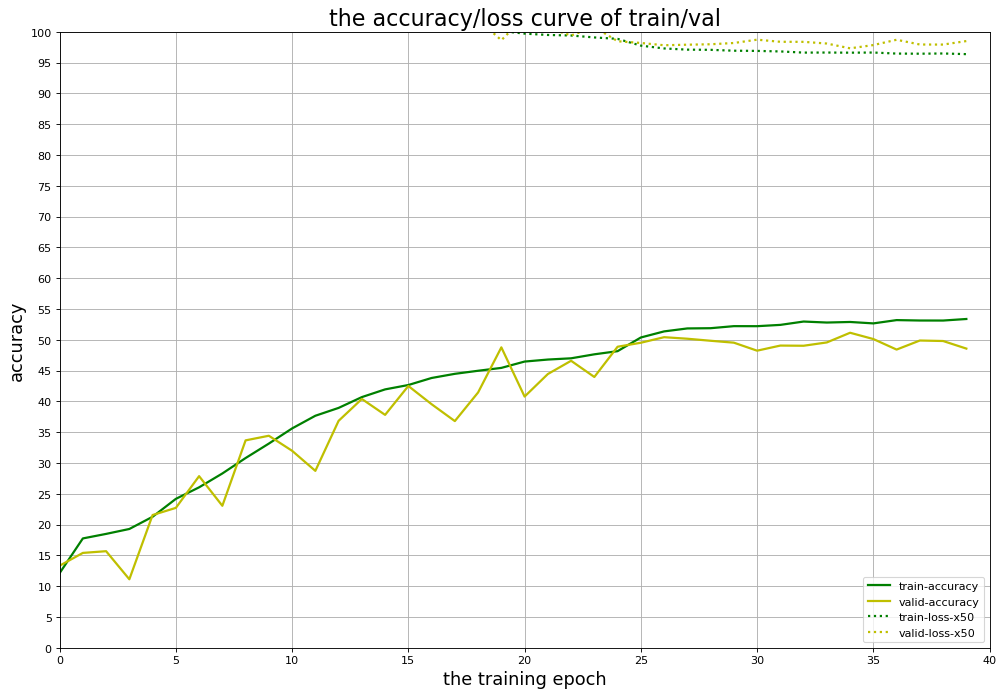 the accuracy/loss curve of train/val
100
95
90
85
80
75
70
65
60
55
50
45
40
35
30
25
20
15
10
5
0
accuracy
0 5 10 15 20 25 30 35 40
the training epoch
train-accuracy
valid-accuracy
train-loss-x50
valid-loss-x50